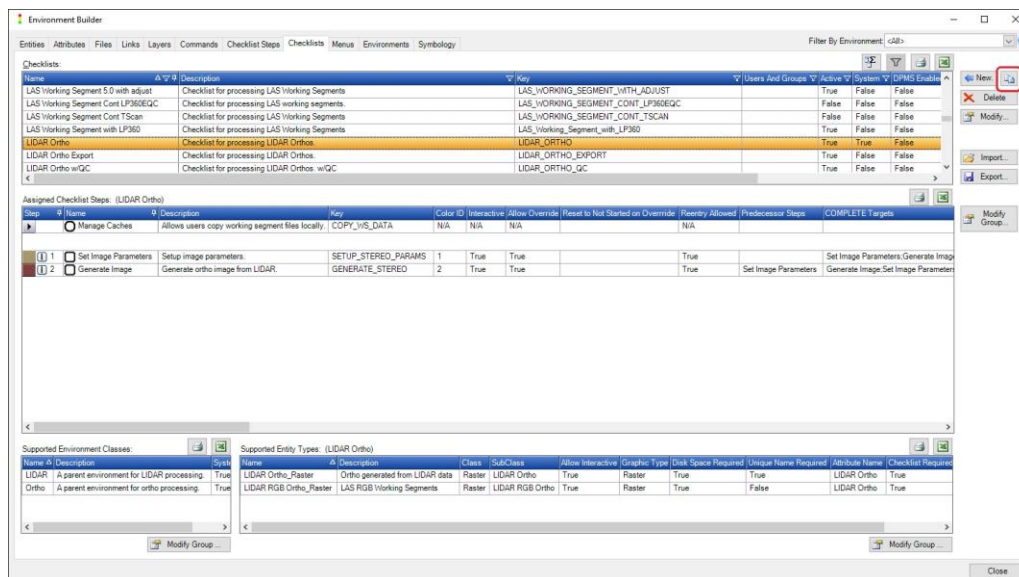 Environment Builder
Entities Attributes Files Links Layers Commands Checklist Steps Checklists Menus Environments Symbology Filter By Environment: <All>
Checklists:
Name Description Key Users And Groups Active System DPMS Enable
LAS Working Segment 5.0 with adjust Checklist for processing LAS Working Segments LAS_WORKING_SEGMENT_WITH_ADJUST True False False
LAS Working Segment Cont LP360EQC Checklist for processing LAS working segments. LAS_WORKING_SEGMENT_CONT_LP360EQC False False False
LAS Working Segment Cont TScan Checklist for processing LAS Working Segments LAS_WORKING_SEGMENT_CONT_TSCAN False False False
LAS Working Segment with LP360 Checklist for processing LAS Working Segments LAS_Working_Segment_with_LP360 True False False
LIDAR Ortho Checklist for processing LIDAR Orthos. LIDAR_ORTHO True True False
LIDAR Ortho Export Checklist for processing LIDAR Orthos. LIDAR_ORTHO_EXPORT True False False
LIDAR Ortho w/QC Checklist for processing LIDAR Orthos. w/QC LIDAR_ORTHO_QC True False False
New.
Delete
Modify...
Import...
Export...
Assigned Checklist Steps: (LIDAR Ortho)
Step Name Description Key Color ID Interactive Allow Override Reset to Not Started on Overrride Reentry Allowed Predecessor Steps COMPLETE Targets
Manage Caches Allows users copy working segment files locally. COPY_WS_DATA N/A N/A N/A N/A
1 Set Image Parameters Setup image parameters. SETUP_STEREO_PARAMS 1 True True True Set Image Parameters;Generate Imag
2 Generate Image Generate ortho image from LIDAR. GENERATE_STEREO 2 True True True Set Image Parameters Generate Image;Set Image Parameter
Modify
Group...
Supported Environment Classes:
Name Description Syste
LIDAR A parent environment for LIDAR processing. True
Ortho A parent environment for ortho processing. True
Modify Group ...
Supported Entity Types: (LIDAR Ortho)
Name Description Class SubClass Allow Interactive Graphic Type Disk Space Required Unique Name Required Attribute Name Checklist Required
LIDAR Ortho_Raster Ortho generated from LIDAR data Raster LIDAR Ortho True Raster True True LIDAR Ortho True
LIDAR RGB Ortho_Raster LAS RGB Working Segments Raster LIDAR RGB Ortho True Raster True False LIDAR Ortho True
Modify Group ...
Close